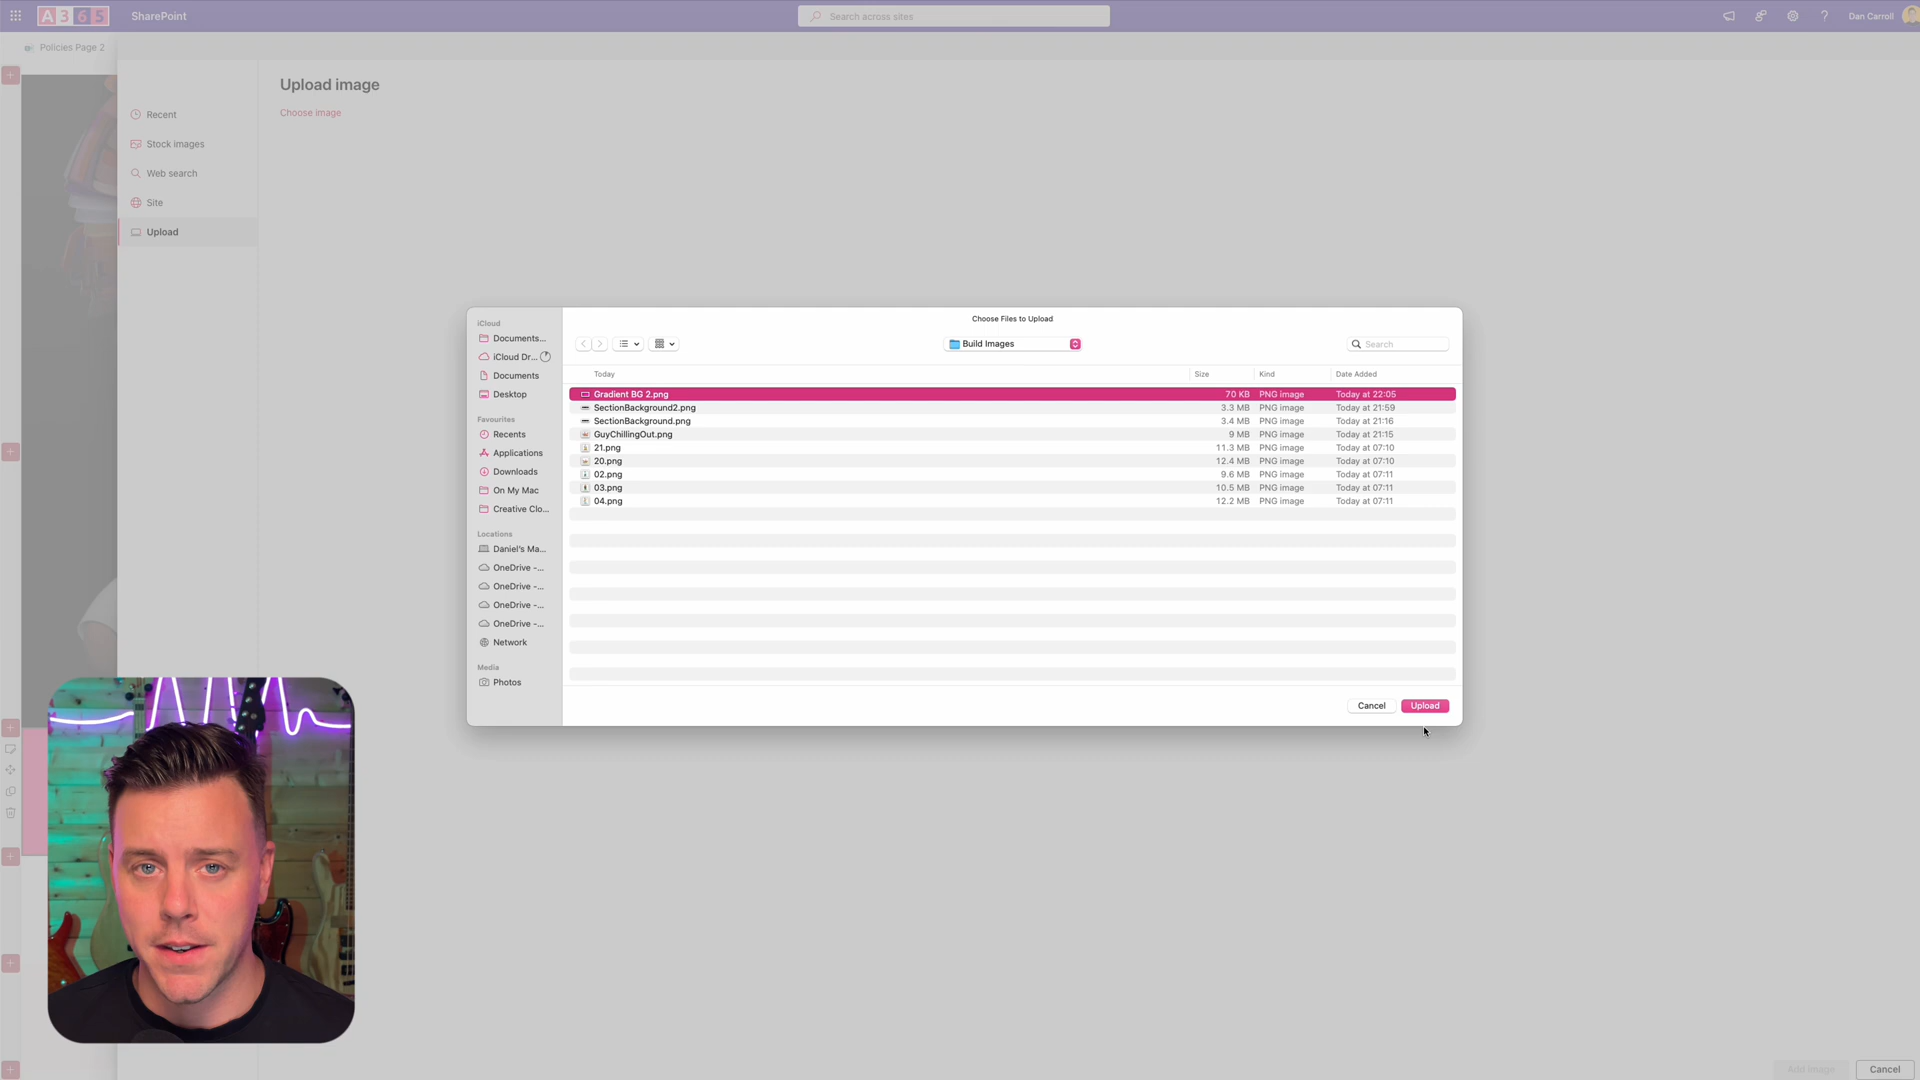 A365 SharePoint
Search across sites
Dan Carroll
Policies Page 2
Upload image
Choose image
Recent
Stock images
Web search
Site
Upload
Choose Files to Upload
Build Images
Search
iCloud
Documents...
iCloud Dr...
Documents
Desktop
Favourites
Recents
Applications
Downloads
On My Mac
Creative Clo...
Locations
Daniel's Ma...
OneDrive -...
OneDrive -...
OneDrive -...
OneDrive -...
Network
Media
Photos
Today Size Kind Date Added
Gradient BG 2.png 70 KB PNG image Today at 22:05
SectionBackground2.png 3.3 MB PNG image Today at 21:59
SectionBackground.png 3.4 MB PNG image Today at 21:16
GuyChillingOut.png 9 MB PNG image Today at 21:15
21.png 11.3 MB PNG image Today at 07:10
20.png 12.4 MB PNG image Today at 07:10
02.png 9.6 MB PNG image Today at 07:11
03.png 10.5 MB PNG image Today at 07:11
04.png 12.2 MB PNG image Today at 07:11
Cancel Upload
Add image Cancel